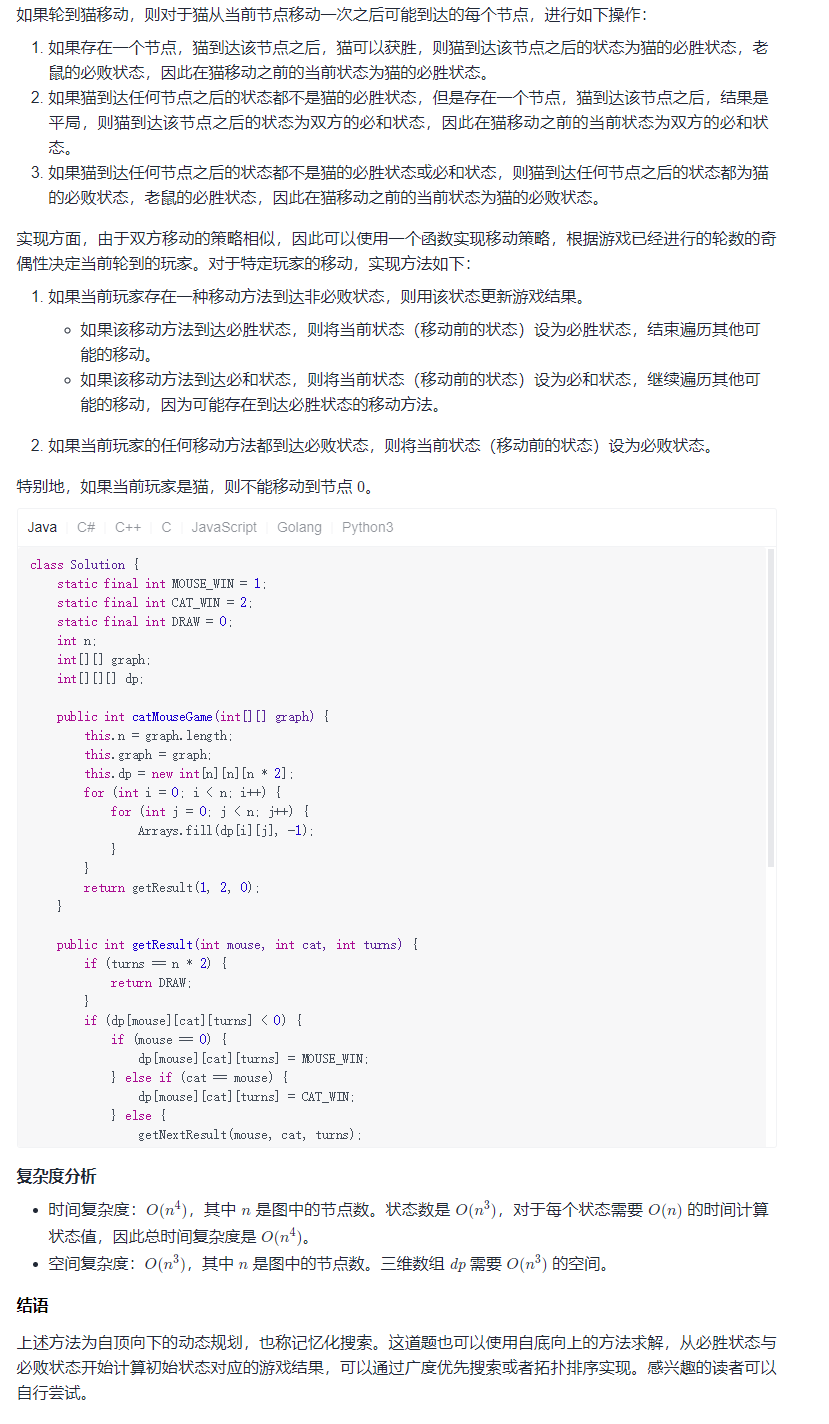 如果轮到猫移动，则对于猫从当前节点移动一次之后可能到达的每个节点，进行如下操作：
1. 如果存在一个节点，猫到达该节点之后，猫可以获胜，则猫到达该节点之后的状态为猫的必胜状态，老
鼠的必败状态，因此在猫移动之前的当前状态为猫的必胜状态。
2. 如果猫到达任何节点之后的状态都不是猫的必胜状态，但是存在一个节点，猫到达该节点之后，结果是
平局，则猫到达该节点之后的状态为双方的必和状态，因此在猫移动之前的当前状态为双方的必和状
态。
3. 如果猫到达任何节点之后的状态都不是猫的必胜状态或必和状态，则猫到达任何节点之后的状态都为猫
的必败状态，老鼠的必胜状态，因此在猫移动之前的当前状态为猫的必败状态。
实现方面，由于双方移动的策略相似，因此可以使用一个函数实现移动策略，根据游戏已经进行的轮数的奇
偶性决定当前轮到的玩家。对于特定玩家的移动，实现方法如下：
1. 如果当前玩家存在一种移动方法到达非必败状态，则用该状态更新游戏结果。
○ 如果该移动方法到达必胜状态，则将当前状态（移动前的状态）设为必胜状态，结束遍历其他可
能的移动。
○ 如果该移动方法到达必和状态，则将当前状态（移动前的状态）设为必和状态，继续遍历其他可
能的移动，因为可能存在到达必胜状态的移动方法。
2. 如果当前玩家的任何移动方法都到达必败状态，则将当前状态（移动前的状态）设为必败状态。
特别地，如果当前玩家是猫，则不能移动到节点 0。
Java C# C++ C JavaScript Golang Python3
class Solution {
static final int MOUSE_WIN = 1;
static final int CAT_WIN = 2;
static final int DRAW = 0;
int n;
int[][] graph;
int[][][] dp;
public int catMouseGame(int[][] graph) {
this.n = graph.length;
this.graph = graph;
this.dp = new int[n][n][n * 2];
for (int i = 0; i < n; i++) {
for (int j = 0; j < n; j++) {
Arrays.fill(dp[i][j], -1);
}
}
return getResult(1, 2, 0);
}
public int getResult(int mouse, int cat, int turns) {
if (turns == n * 2) {
return DRAW;
}
if (dp[mouse][cat][turns] < 0) {
if (mouse == 0) {
dp[mouse][cat][turns] = MOUSE_WIN;
} else if (cat == mouse) {
dp[mouse][cat][turns] = CAT_WIN;
} else {
getNextResult(mouse, cat, turns);
复杂度分析
• 时间复杂度：O(n⁴)，其中 n 是图中的节点数。状态数是 O(n³)，对于每个状态需要 O(n) 的时间计算
状态值，因此总时间复杂度是 O(n⁴)。
• 空间复杂度：O(n³)，其中 n 是图中的节点数。三维数组 dp 需要 O(n³) 的空间。
结语
上述方法为自顶向下的动态规划，也称记忆化搜索。这道题也可以使用自底向上的方法求解，从必胜状态与
必败状态开始计算初始状态对应的游戏结果，可以通过广度优先搜索或者拓扑排序实现。感兴趣的读者可以
自行尝试。